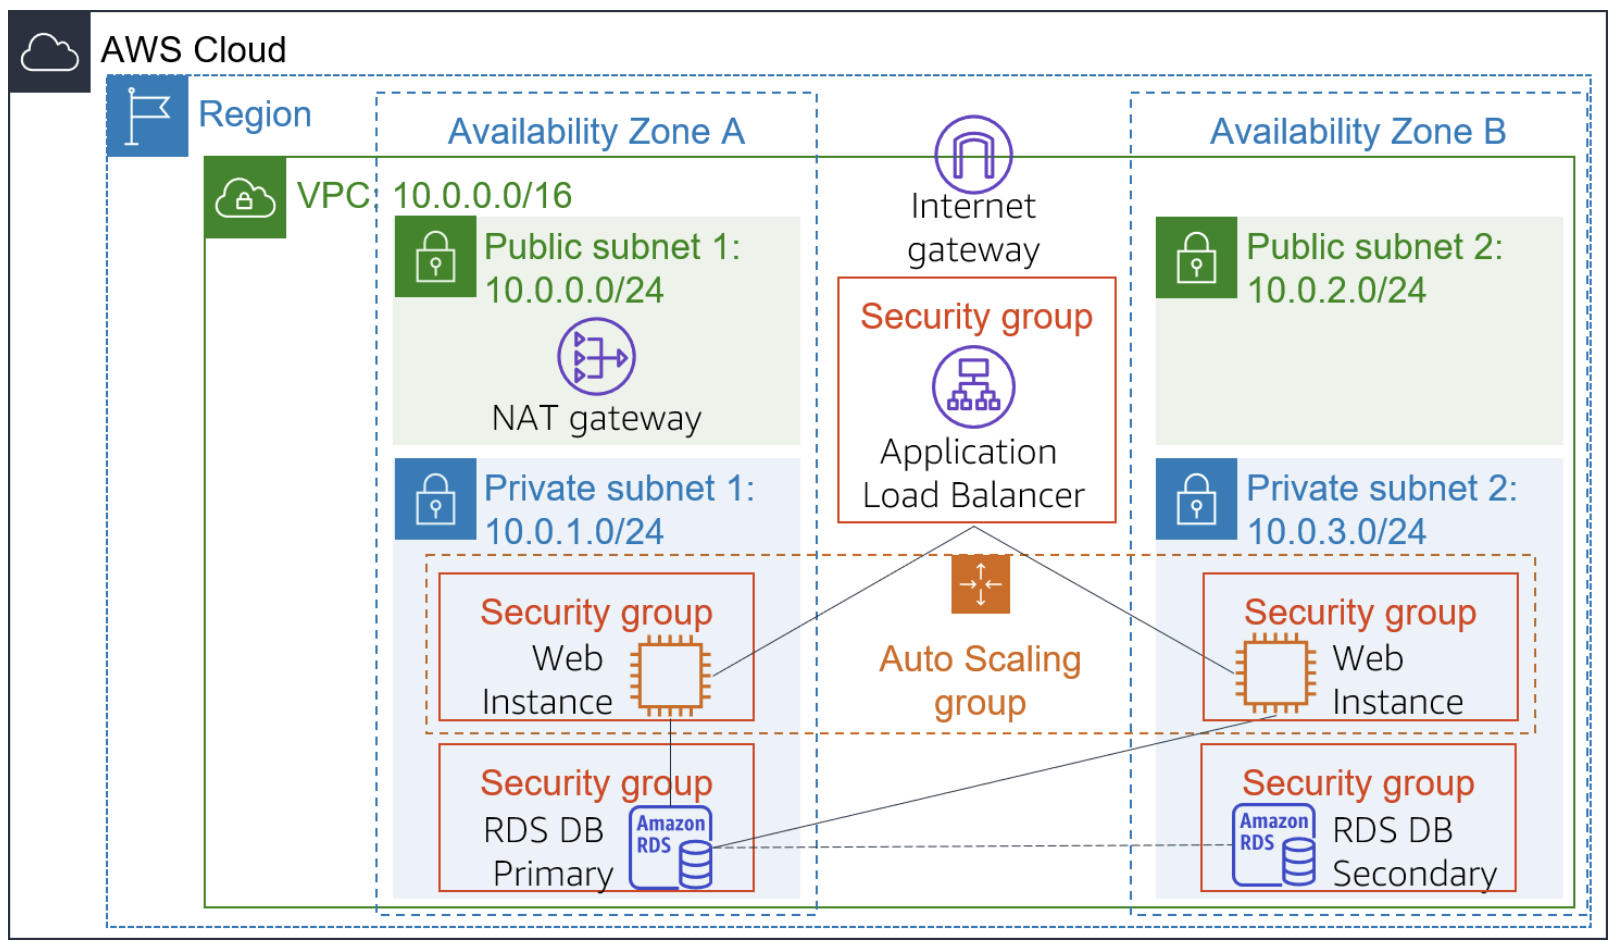 AWS Cloud
Region
Availability Zone A
Availability Zone B
VPC: 10.0.0.0/16
Internet
gateway
Public subnet 1:
10.0.0.0/24
NAT gateway
Public subnet 2:
10.0.2.0/24
Security group
Application
Load Balancer
Private subnet 1:
10.0.1.0/24
Private subnet 2:
10.0.3.0/24
Security group
Web
Instance
Auto Scaling
group
Security group
Web
Instance
Security group
RDS DB
Primary
Amazon
RDS
Security group
Amazon
RDS
RDS DB
Secondary